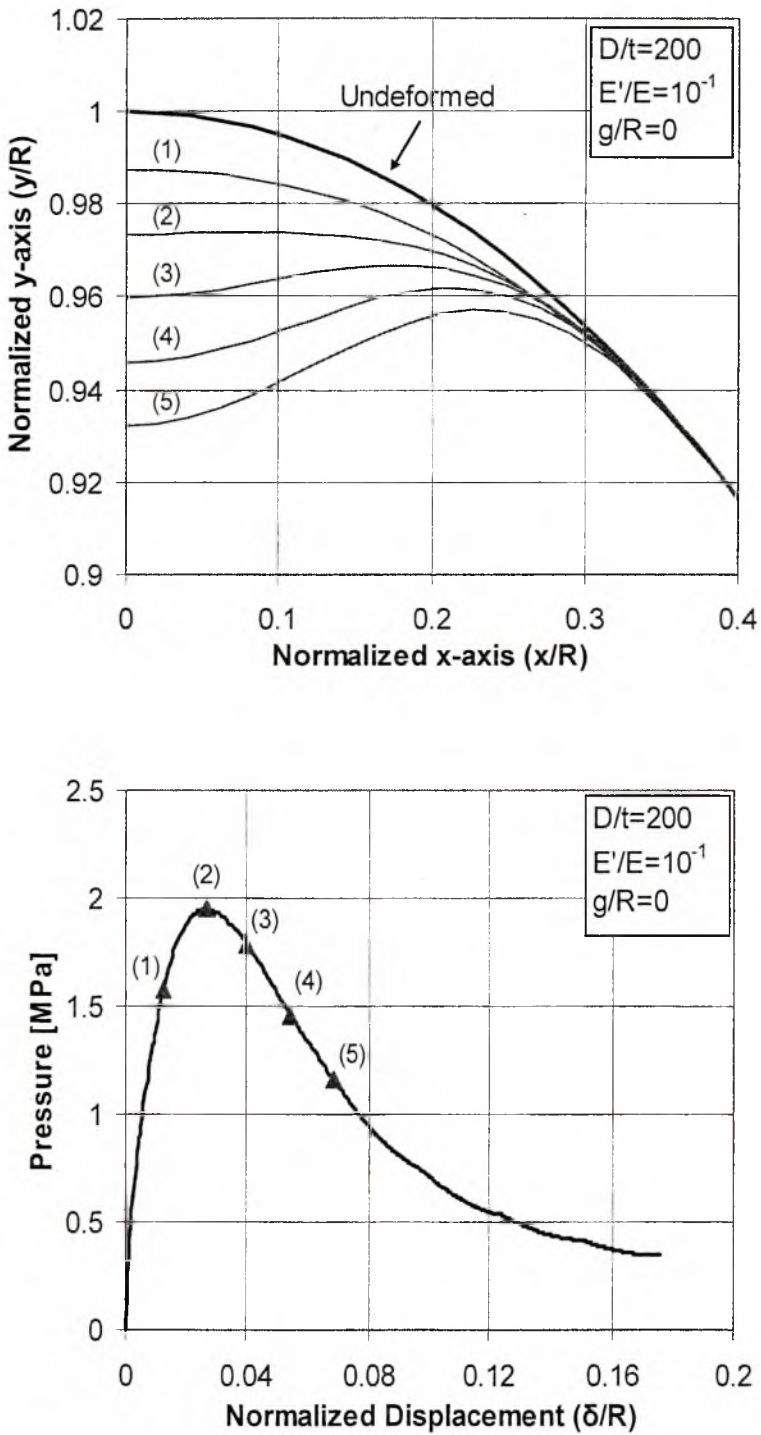 1.02
D/t=200
E'/E=10⁻¹
g/R=0
Undeformed
1
(1)
0.98
(2)
(3)
0.96
(4)
0.94
(5)
0.92
0.9
0 0.1 0.2 0.3 0.4
Normalized y-axis (y/R)
Normalized x-axis (x/R)
2.5
D/t=200
E'/E=10⁻¹
g/R=0
2
(2)
(3)
(1)
(4)
1.5
(5)
1
0.5
0
0 0.04 0.08 0.12 0.16 0.2
Pressure [MPa]
Normalized Displacement (δ/R)